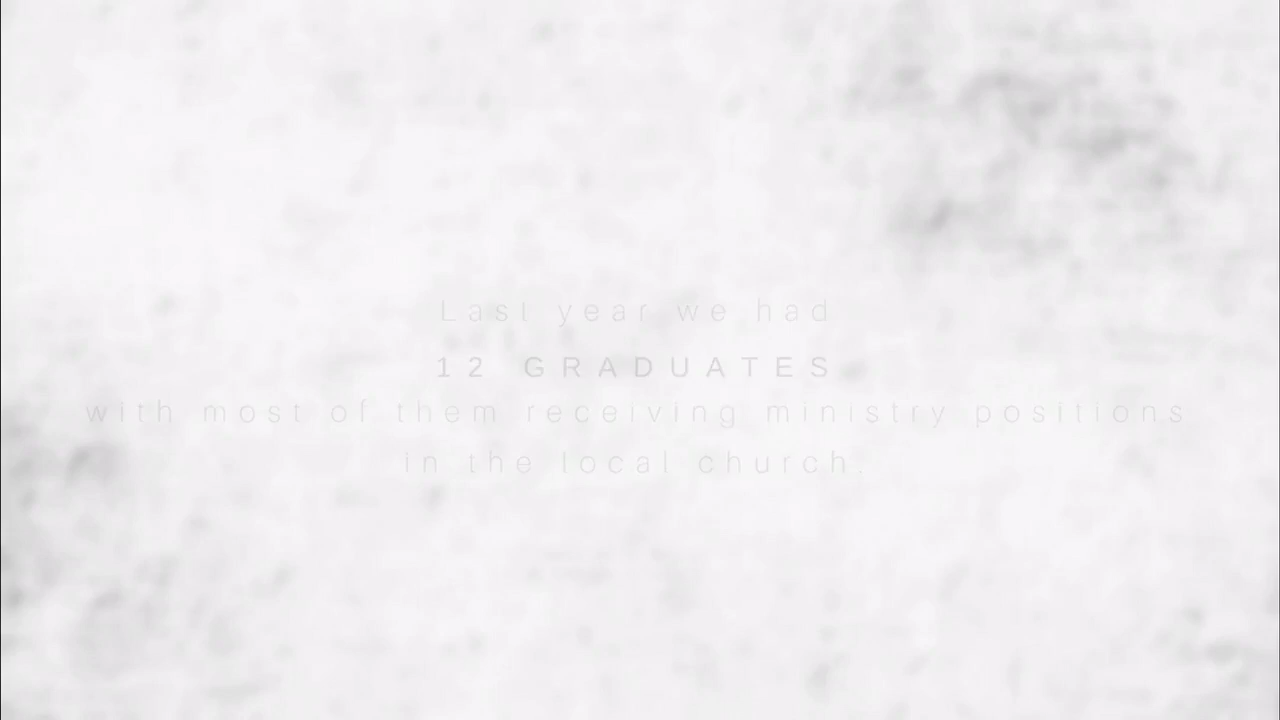 Last year we had
12 GRADUATES
with most of them receiving ministry positions
in the local church.